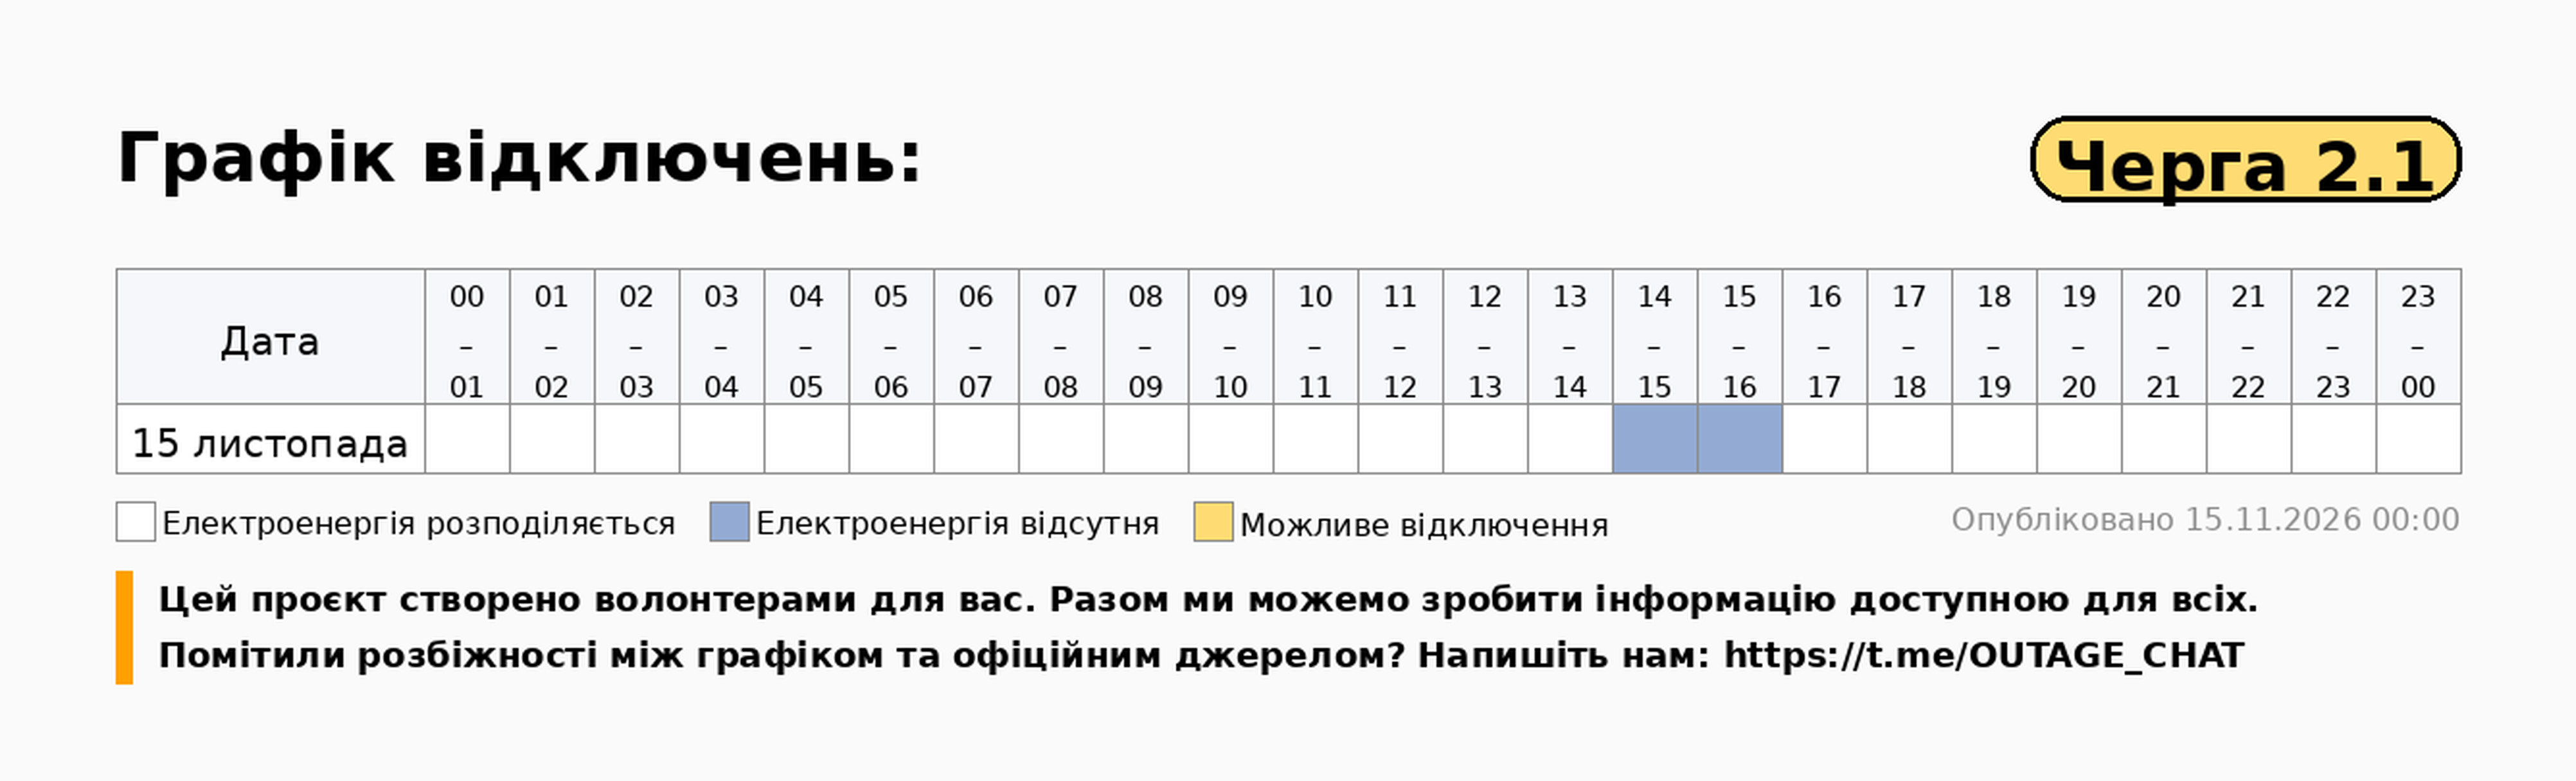 Графік відключень:
Черга 2.1
Дата
00 – 01
01 – 02
02 – 03
03 – 04
04 – 05
05 – 06
06 – 07
07 – 08
08 – 09
09 – 10
10 – 11
11 – 12
12 – 13
13 – 14
14 – 15
15 – 16
16 – 17
17 – 18
18 – 19
19 – 20
20 – 21
21 – 22
22 – 23
23 – 00
15 листопада
Електроенергія розподіляється
Електроенергія відсутня
Можливе відключення
Опубліковано 15.11.2026 00:00
Цей проєкт створено волонтерами для вас. Разом ми можемо зробити інформацію доступною для всіх.
Помітили розбіжності між графіком та офіційним джерелом? Напишіть нам: https://t.me/OUTAGE_CHAT